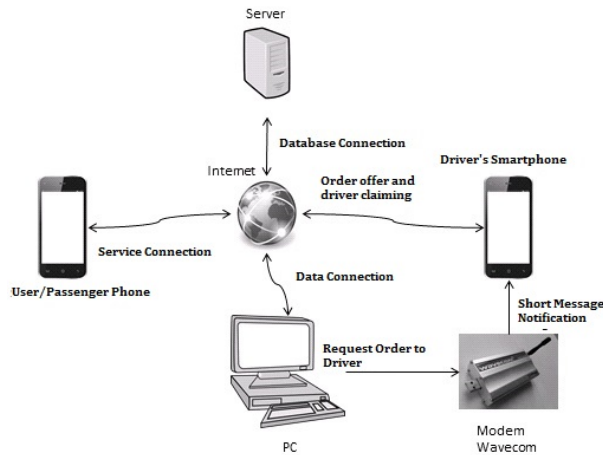 Server
Database Connection
Internet
Driver's Smartphone
Order offer and
driver claiming
Service Connection
User/Passenger Phone
Data Connection
Short Message
Notification
Request Order to
Driver
PC
Modem
Wavecom